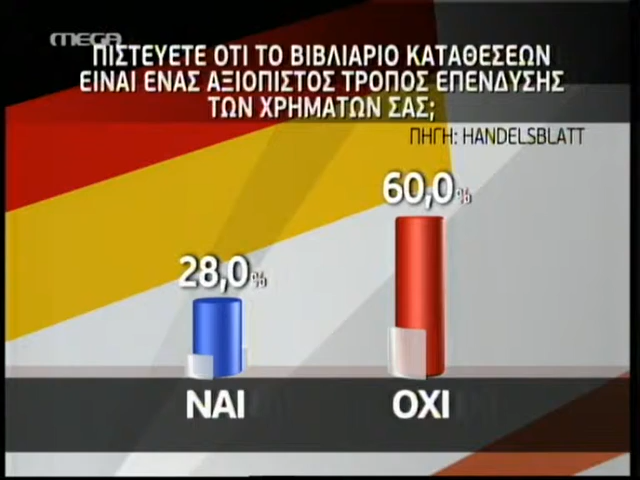 MEGA
ΠΙΣΤΕΥΕΤΕ ΟΤΙ ΤΟ ΒΙΒΛΙΑΡΙΟ ΚΑΤΑΘΕΣΕΩΝ
ΕΙΝΑΙ ΕΝΑΣ ΑΞΙΟΠΙΣΤΟΣ ΤΡΟΠΟΣ ΕΠΕΝΔΥΣΗΣ
ΤΩΝ ΧΡΗΜΑΤΩΝ ΣΑΣ;
ΠΗΓΗ: HANDELSBLATT
60,0%
28,0%
ΝΑΙ ΟΧΙ